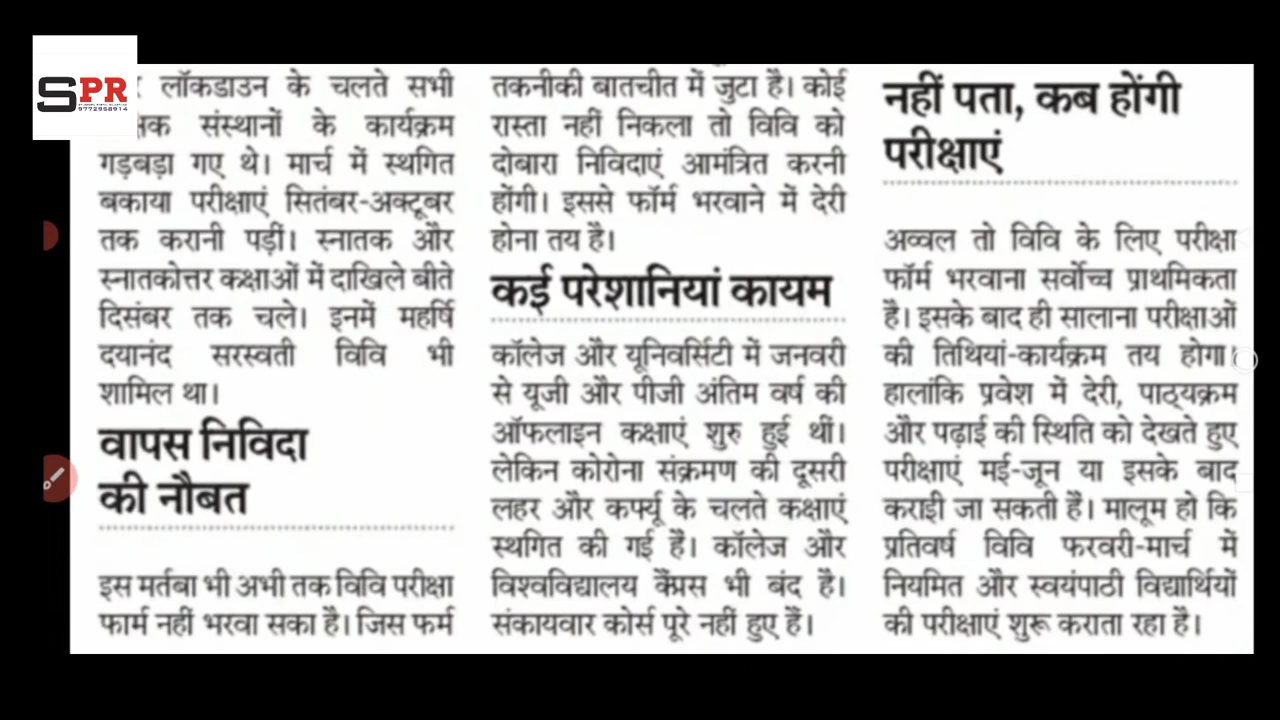 SPR
9772958914
लॉकडाउन के चलते सभी
संस्थानों के कार्यक्रम
गड़बड़ा गए थे। मार्च में स्थगित
बकाया परीक्षाएं सितंबर-अक्टूबर
तक करानी पड़ीं। स्नातक और
स्नातकोत्तर कक्षाओं में दाखिले बीते
दिसंबर तक चले। इनमें महर्षि
दयानंद सरस्वती विवि भी
शामिल था।
वापस निविदा
की नौबत
इस मर्तबा भी अभी तक विवि परीक्षा
फार्म नहीं भरवा सका है। जिस फर्म
तकनीकी बातचीत में जुटा है। कोई
रास्ता नहीं निकला तो विवि को
दोबारा निविदाएं आमंत्रित करनी
होंगी। इससे फॉर्म भरवाने में देरी
होना तय है।
कई परेशानियां कायम
कॉलेज और यूनिवर्सिटी में जनवरी
से यूजी और पीजी अंतिम वर्ष की
ऑफलाइन कक्षाएं शुरु हुई थीं।
लेकिन कोरोना संक्रमण की दूसरी
लहर और कर्फ्यू के चलते कक्षाएं
स्थगित की गई है। कॉलेज और
विश्वविद्यालय कैंप्रस भी बंद है।
संकायवार कोर्स पूरे नहीं हुए हैं।
नहीं पता, कब होंगी
परीक्षाएं
अव्वल तो विवि के लिए परीक्षा
फॉर्म भरवाना सर्वोच्च प्राथमिकता
है। इसके बाद ही सालाना परीक्षाओं
की तिथियां-कार्यक्रम तय होगा।
हालांकि प्रवेश में देरी, पाठ्यक्रम
और पढ़ाई की स्थिति को देखते हुए
परीक्षाएं मई-जून या इसके बाद
कराई जा सकती हैं। मालूम हो कि
प्रतिवर्ष विवि फरवरी-मार्च में
नियमित और स्वयंपाठी विद्यार्थियों
की परीक्षाएं शुरू कराता रहा है।